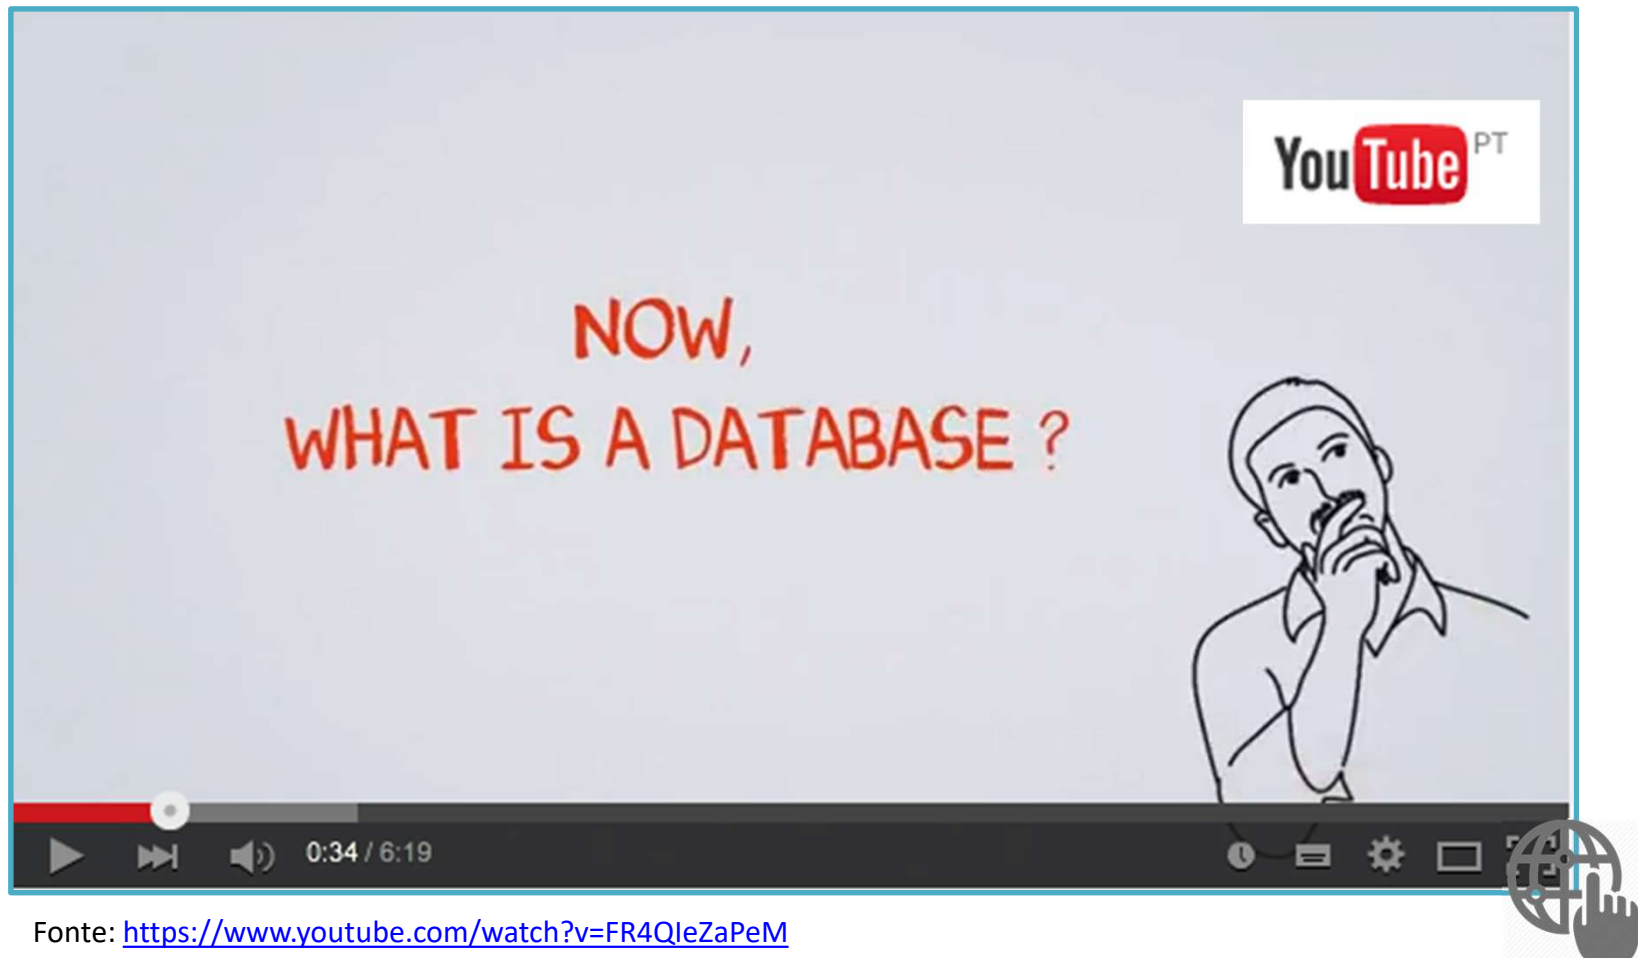 YouTube PT
NOW,
WHAT IS A DATABASE ?
0:34 / 6:19
Fonte: https://www.youtube.com/watch?v=FR4QIeZaPeM